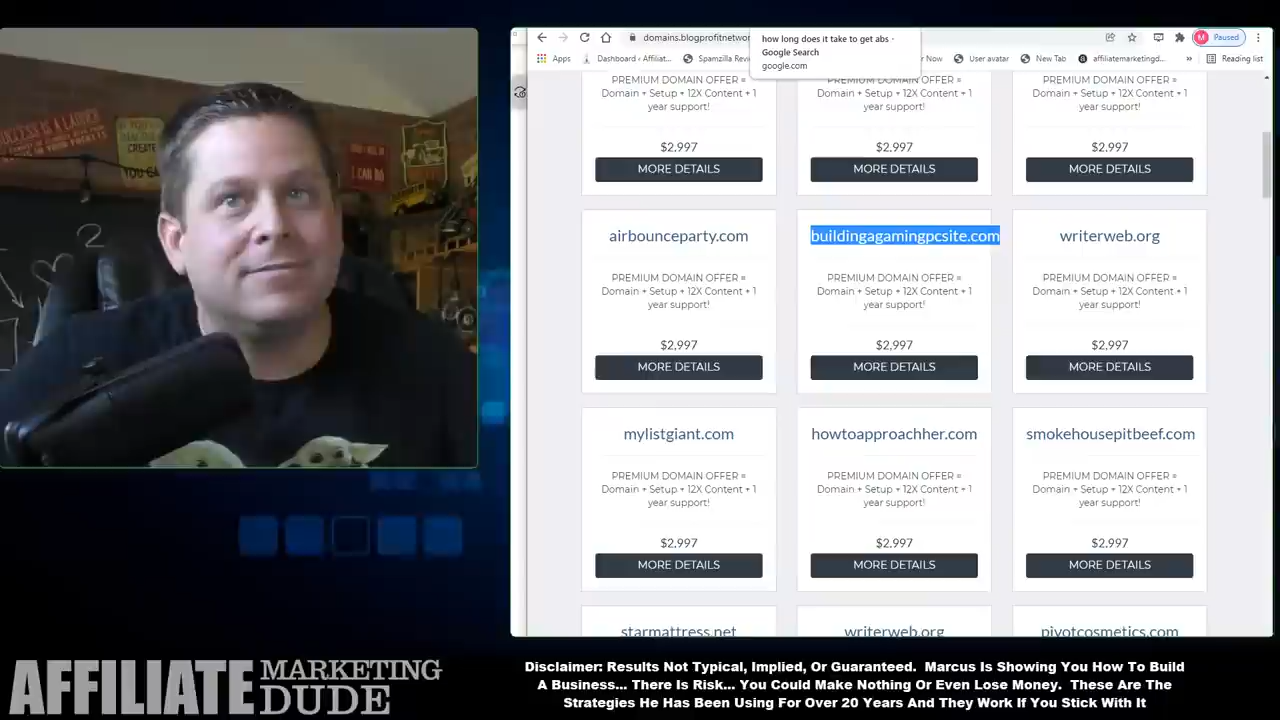 SUCCESS IS A LADDER
CREATE
YOU
I CAN DO
2
domains.blogprofitnetwor
how long does it take to get abs -
Google Search
google.com
Paused
Apps
Dashboard ‹ Affiliat...
Spamzilla Revi
r Now
User avatar
New Tab
affiliatemarketingd...
»
Reading list
PREMIUM DOMAIN OFFER =
Domain + Setup + 12X Content + 1
year support!
$2,997
MORE DETAILS
PREMIUM DOMAIN OFFER =
Domain + Setup + 12X Content + 1
year support!
$2,997
MORE DETAILS
PREMIUM DOMAIN OFFER =
Domain + Setup + 12X Content + 1
year support!
$2,997
MORE DETAILS
airbounceparty.com
PREMIUM DOMAIN OFFER =
Domain + Setup + 12X Content + 1
year support!
$2,997
MORE DETAILS
buildingagamingpcsite.com
PREMIUM DOMAIN OFFER =
Domain + Setup + 12X Content + 1
year support!
$2,997
MORE DETAILS
writerweb.org
PREMIUM DOMAIN OFFER =
Domain + Setup + 12X Content + 1
year support!
$2,997
MORE DETAILS
mylistgiant.com
PREMIUM DOMAIN OFFER =
Domain + Setup + 12X Content + 1
year support!
$2,997
MORE DETAILS
howtoapproachher.com
PREMIUM DOMAIN OFFER =
Domain + Setup + 12X Content + 1
year support!
$2,997
MORE DETAILS
smokehousepitbeef.com
PREMIUM DOMAIN OFFER =
Domain + Setup + 12X Content + 1
year support!
$2,997
MORE DETAILS
starmattress.net
writerweb.org
pivotcosmetics.com
AFFILIATE MARKETING
DUDE
Disclaimer: Results Not Typical, Implied, Or Guaranteed. Marcus Is Showing You How To Build
A Business... There Is Risk... You Could Make Nothing Or Even Lose Money. These Are The
Strategies He Has Been Using For Over 20 Years And They Work If You Stick With It